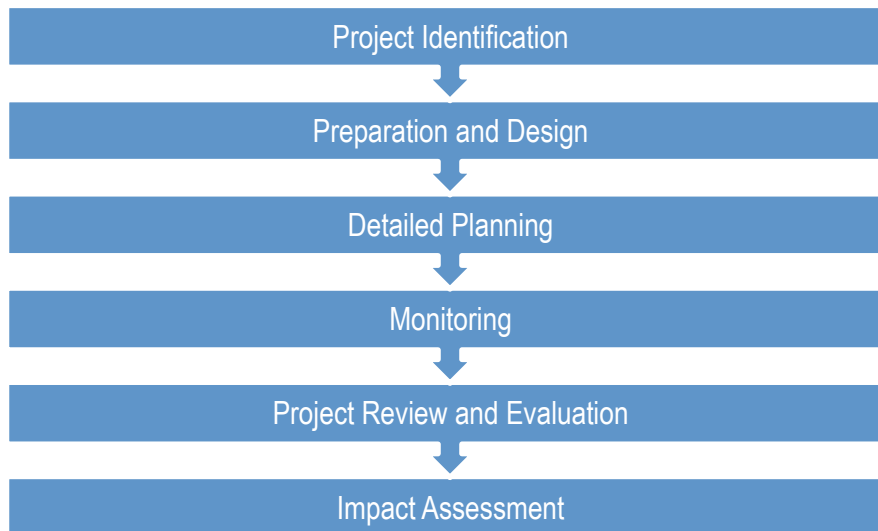 Project Identification
Preparation and Design
Detailed Planning
Monitoring
Project Review and Evaluation
Impact Assessment